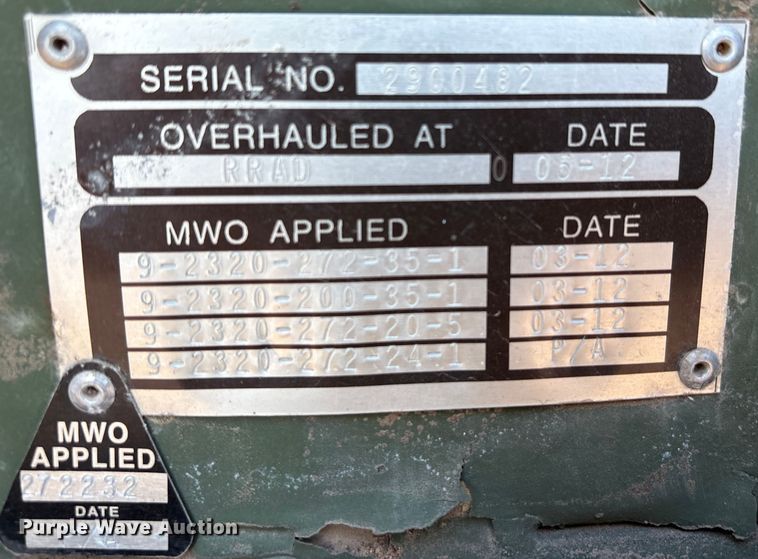 SERIAL NO. 2900482
OVERHAULED AT DATE
RRAD 0 05-12
MWO APPLIED DATE
9-2320-272-35-1 03-12
9-2320-200-35-1 03-12
9-2320-272-20-5 03-12
9-2320-272-24-1 P/A
MWO
APPLIED
272232
DATE
Purple Wave Auction